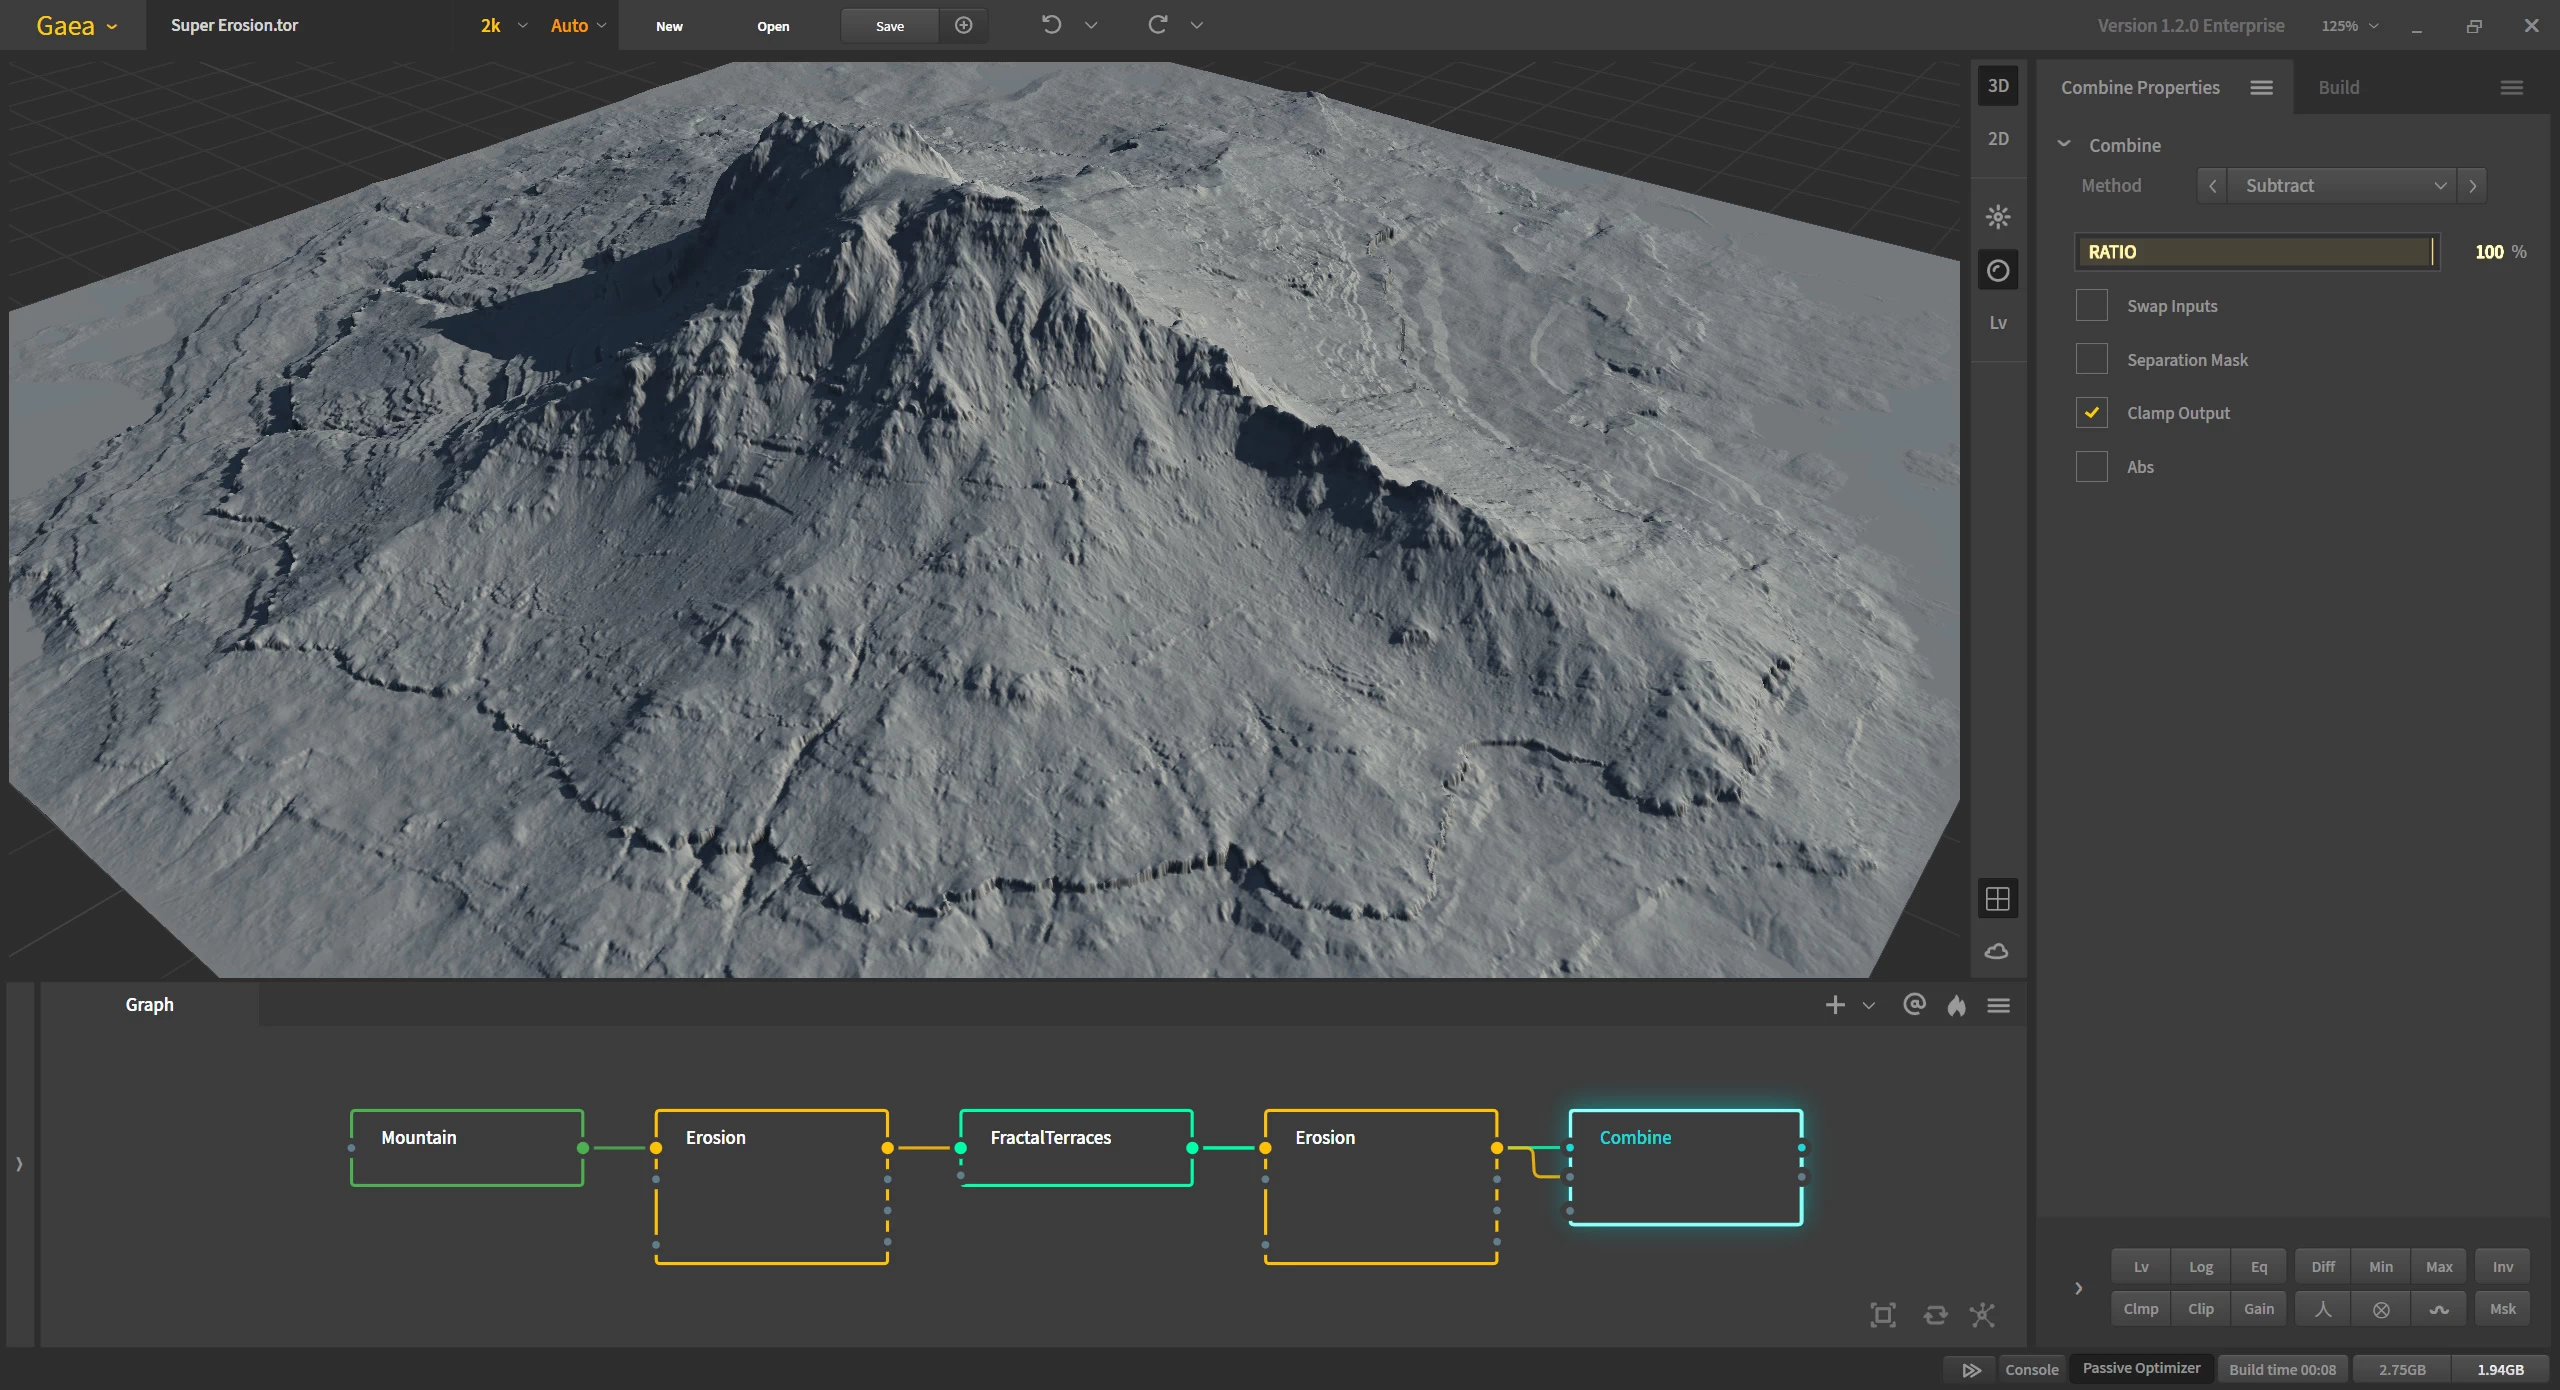 Gaea
Super Erosion.tor
2k
Auto
New
Open
Save
Version 1.2.0 Enterprise
125%
3D
2D
Lv
Combine Properties
Build
Combine
Method
Subtract
RATIO
100 %
Swap Inputs
Separation Mask
Clamp Output
Abs
Graph
Mountain
Erosion
FractalTerraces
Erosion
Combine
Lv Log Eq Diff Min Max Inv
Clmp Clip Gain Msk
Console
Passive Optimizer
Build time 00:08
2.75GB
1.94GB